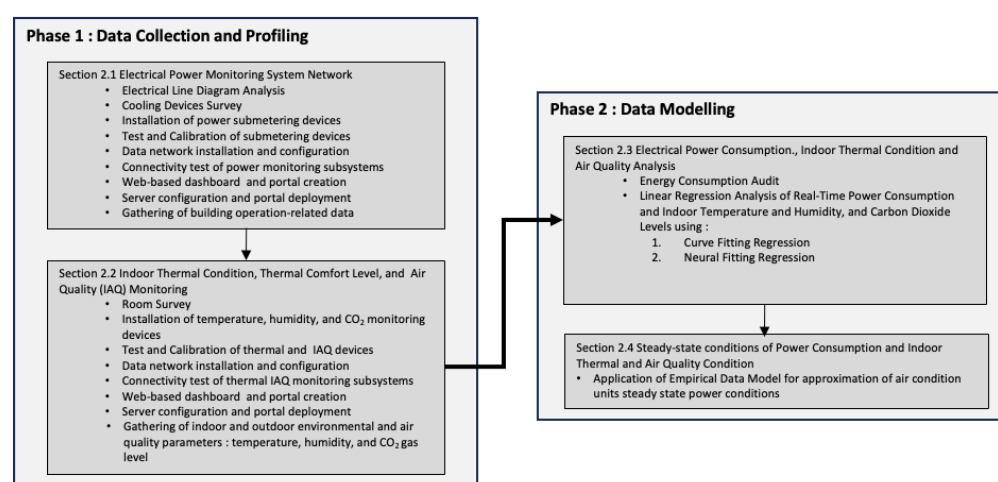 Phase 1 : Data Collection and Profiling
Section 2.1 Electrical Power Monitoring System Network
• Electrical Line Diagram Analysis
• Cooling Devices Survey
• Installation of power submetering devices
• Test and Calibration of submetering devices
• Data network installation and configuration
• Connectivity test of power monitoring subsystems
• Web-based dashboard and portal creation
• Server configuration and portal deployment
• Gathering of building operation-related data
Section 2.2 Indoor Thermal Condition, Thermal Comfort Level, and Air
Quality (IAQ) Monitoring
• Room Survey
• Installation of temperature, humidity, and CO₂ monitoring
devices
• Test and Calibration of thermal and IAQ devices
• Data network installation and configuration
• Connectivity test of thermal IAQ monitoring subsystems
• Web-based dashboard and portal creation
• Server configuration and portal deployment
• Gathering of indoor and outdoor environmental and air
quality parameters : temperature, humidity, and CO₂ gas
level
Phase 2 : Data Modelling
Section 2.3 Electrical Power Consumption., Indoor Thermal Condition and
Air Quality Analysis
• Energy Consumption Audit
• Linear Regression Analysis of Real-Time Power Consumption
and Indoor Temperature and Humidity, and Carbon Dioxide
Levels using :
1. Curve Fitting Regression
2. Neural Fitting Regression
Section 2.4 Steady-state conditions of Power Consumption and Indoor
Thermal and Air Quality Condition
• Application of Empirical Data Model for approximation of air condition
units steady state power conditions